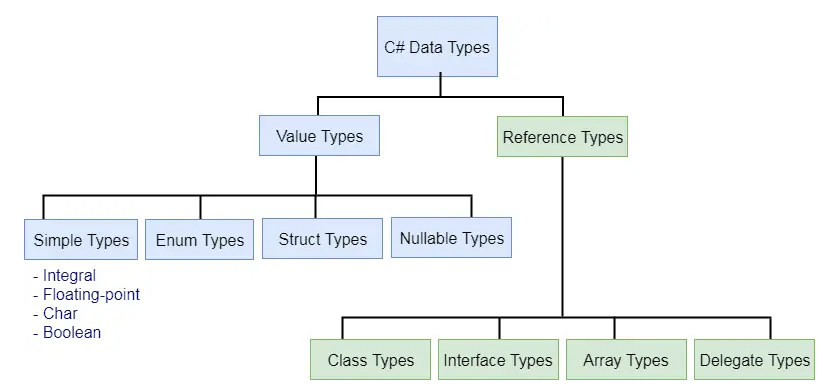 C# Data Types
Value Types
Reference Types
Simple Types
Enum Types
Struct Types
Nullable Types
- Integral
- Floating-point
- Char
- Boolean
Class Types
Interface Types
Array Types
Delegate Types